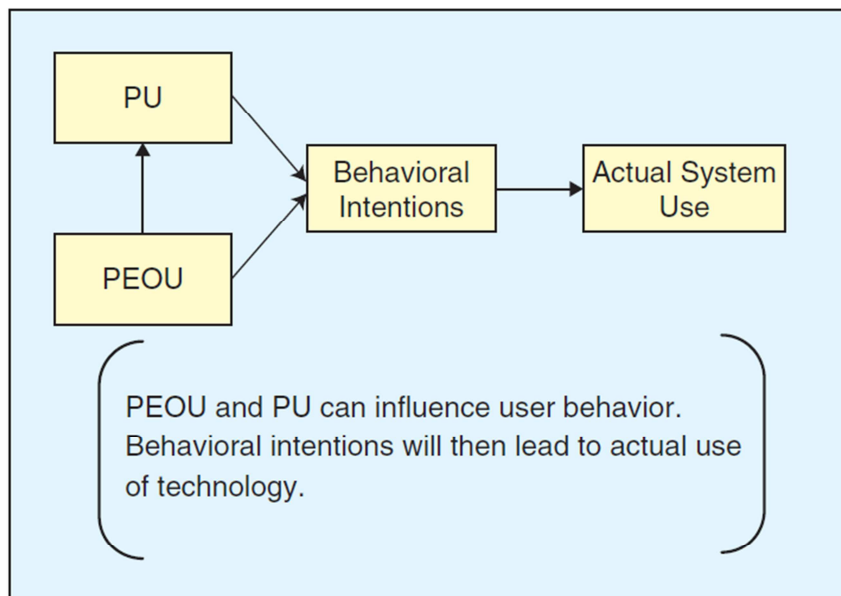 PU
Behavioral
Intentions
Actual System
Use
PEOU
PEOU and PU can influence user behavior.
Behavioral intentions will then lead to actual use
of technology.